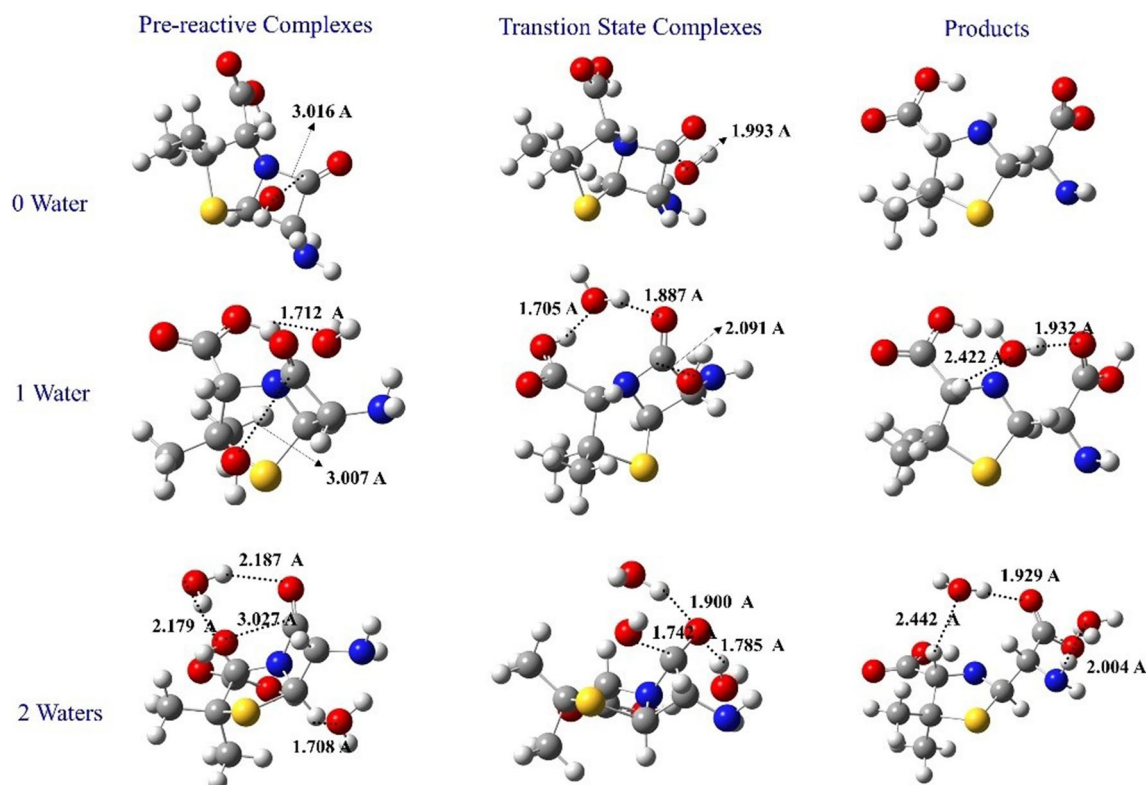 Pre-reactive Complexes
Transtion State Complexes
Products
0 Water
3.016 A
1.993 A
1 Water
1.712 A
3.007 A
1.705 A
1.887 A
2.091 A
1.932 A
2.422 A
2 Waters
2.187 A
2.179 A
3.027 A
1.708 A
1.900 A
1.742 A
1.785 A
1.929 A
2.442 A
2.004 A